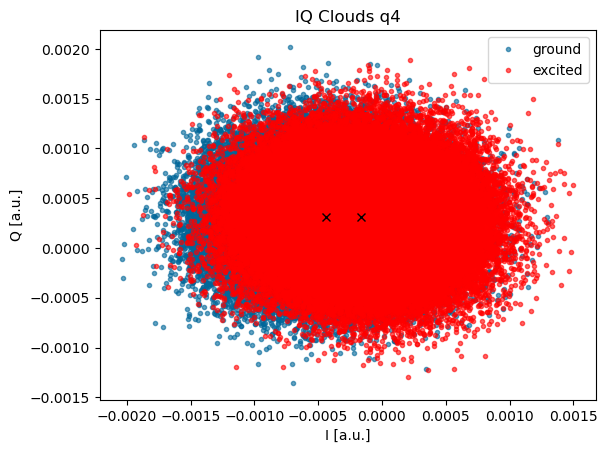 IQ Clouds q4
ground
excited
Q [a.u.]
0.0020
0.0015
0.0010
0.0005
0.0000
−0.0005
−0.0010
−0.0015
−0.0020 −0.0015 −0.0010 −0.0005 0.0000 0.0005 0.0010 0.0015
I [a.u.]